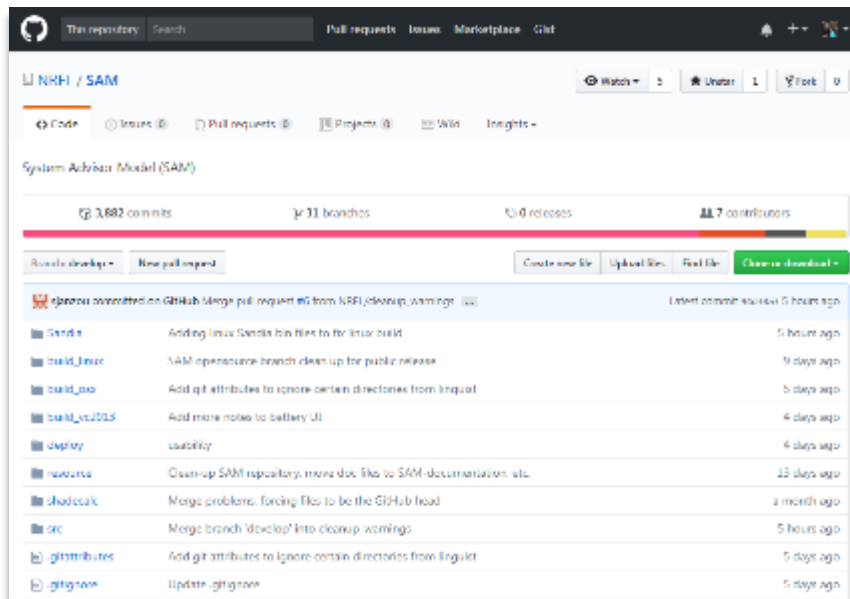 This repository Search Pull requests Issues Marketplace Gist
NREL / SAM Watch 5 Unstar 1 Fork 0
Code Issues 0 Pull requests 0 Projects 0 Wiki Insights
System Advisor Model (SAM)
3,882 commits 31 branches 0 releases 7 contributors
Branch: develop New pull request Create new file Upload files Find file Clone or download
sjanzou committed on GitHub Merge pull request #6 from NREL/cleanup_warnings ... Latest commit 5 hours ago
Sandia Adding linux Sandia bin files to fix linux build 5 hours ago
build_linux SAM opensource branch clean up for public release 9 days ago
build_osx Add git attributes to ignore certain directories from linguist 5 days ago
build_vc2013 Add more notes to battery UI 4 days ago
deploy usability 4 days ago
resource Clean-up SAM repository, move doc files to SAM-documentation, etc. 13 days ago
shadecalc Merge problems, forcing files to be the GitHub head a month ago
src Merge branch 'develop' into cleanup_warnings 5 hours ago
.gitattributes Add git attributes to ignore certain directories from linguist 5 days ago
.gitignore Update .gitignore 5 days ago